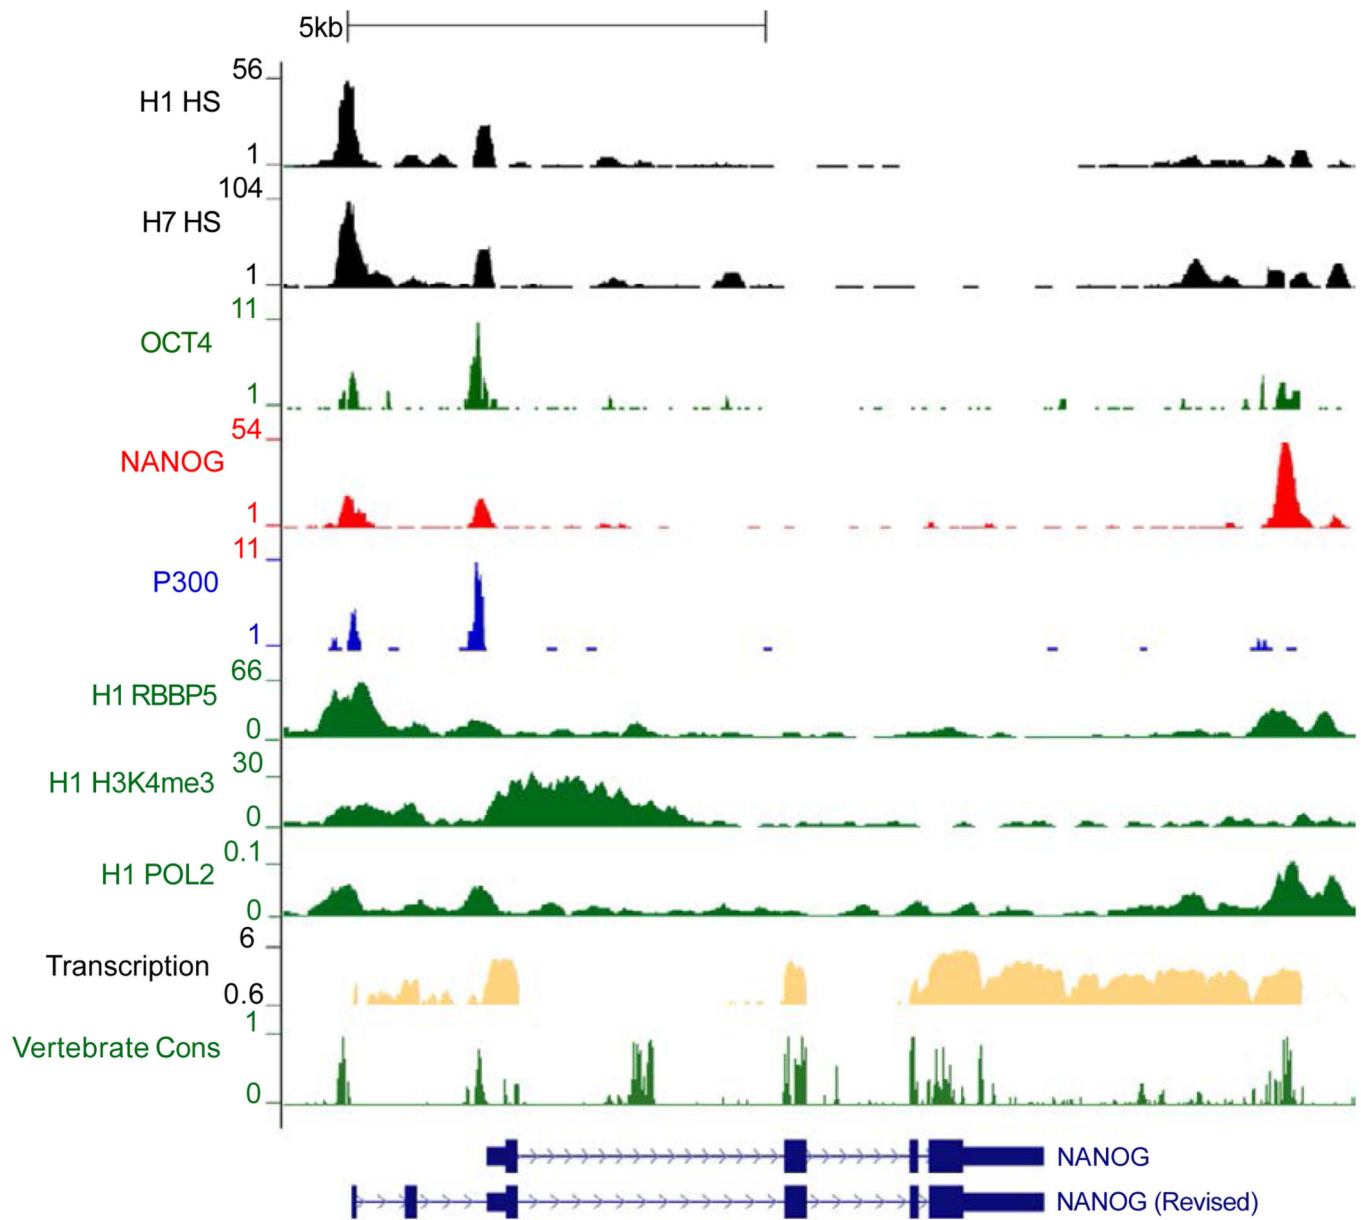 5kb
56
H1 HS
1
104
H7 HS
1
11
OCT4
1
54
NANOG
1
11
P300
1
66
H1 RBBP5
0
30
H1 H3K4me3
0
0.1
H1 POL2
0
6
Transcription
0.6
1
Vertebrate Cons
0
NANOG
NANOG (Revised)